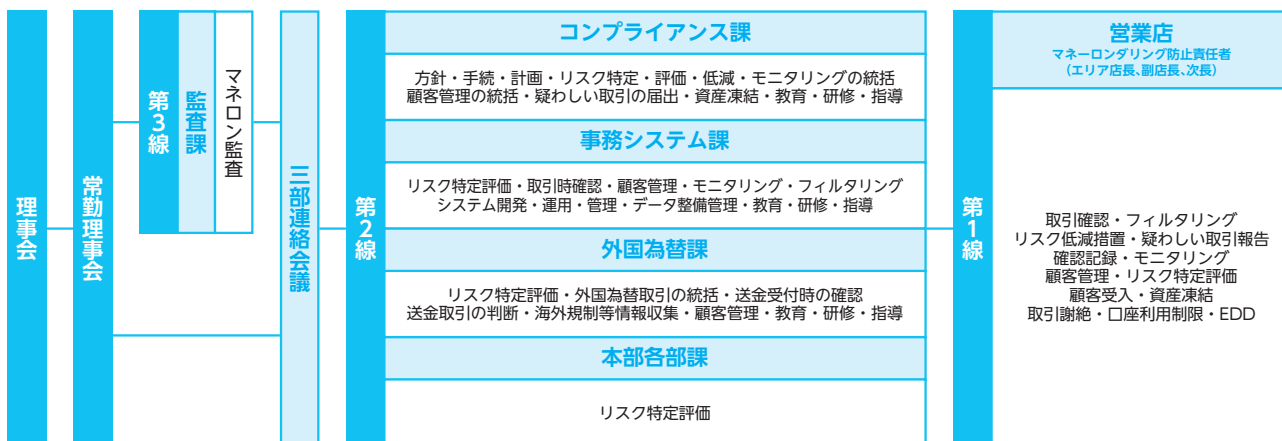 理事会
常勤理事会
第3線
監査課
マネロン監査
三部連絡会議
第2線
コンプライアンス課
方針・手続・計画・リスク特定・評価・低減・モニタリングの統括
顧客管理の統括・疑わしい取引の届出・資産凍結・教育・研修・指導
事務システム課
リスク特定評価・取引時確認・顧客管理・モニタリング・フィルタリング
システム開発・運用・管理・データ整備管理・教育・研修・指導
外国為替課
リスク特定評価・外国為替取引の統括・送金受付時の確認
送金取引の判断・海外規制等情報収集・顧客管理・教育・研修・指導
本部各部課
リスク特定評価
第1線
営業店
マネーロンダリング防止責任者
(エリア店長、副店長、次長)
取引確認・フィルタリング
リスク低減措置・疑わしい取引報告
確認記録・モニタリング
顧客管理・リスク特定評価
顧客受入・資産凍結
取引謝絶・口座利用制限・EDD